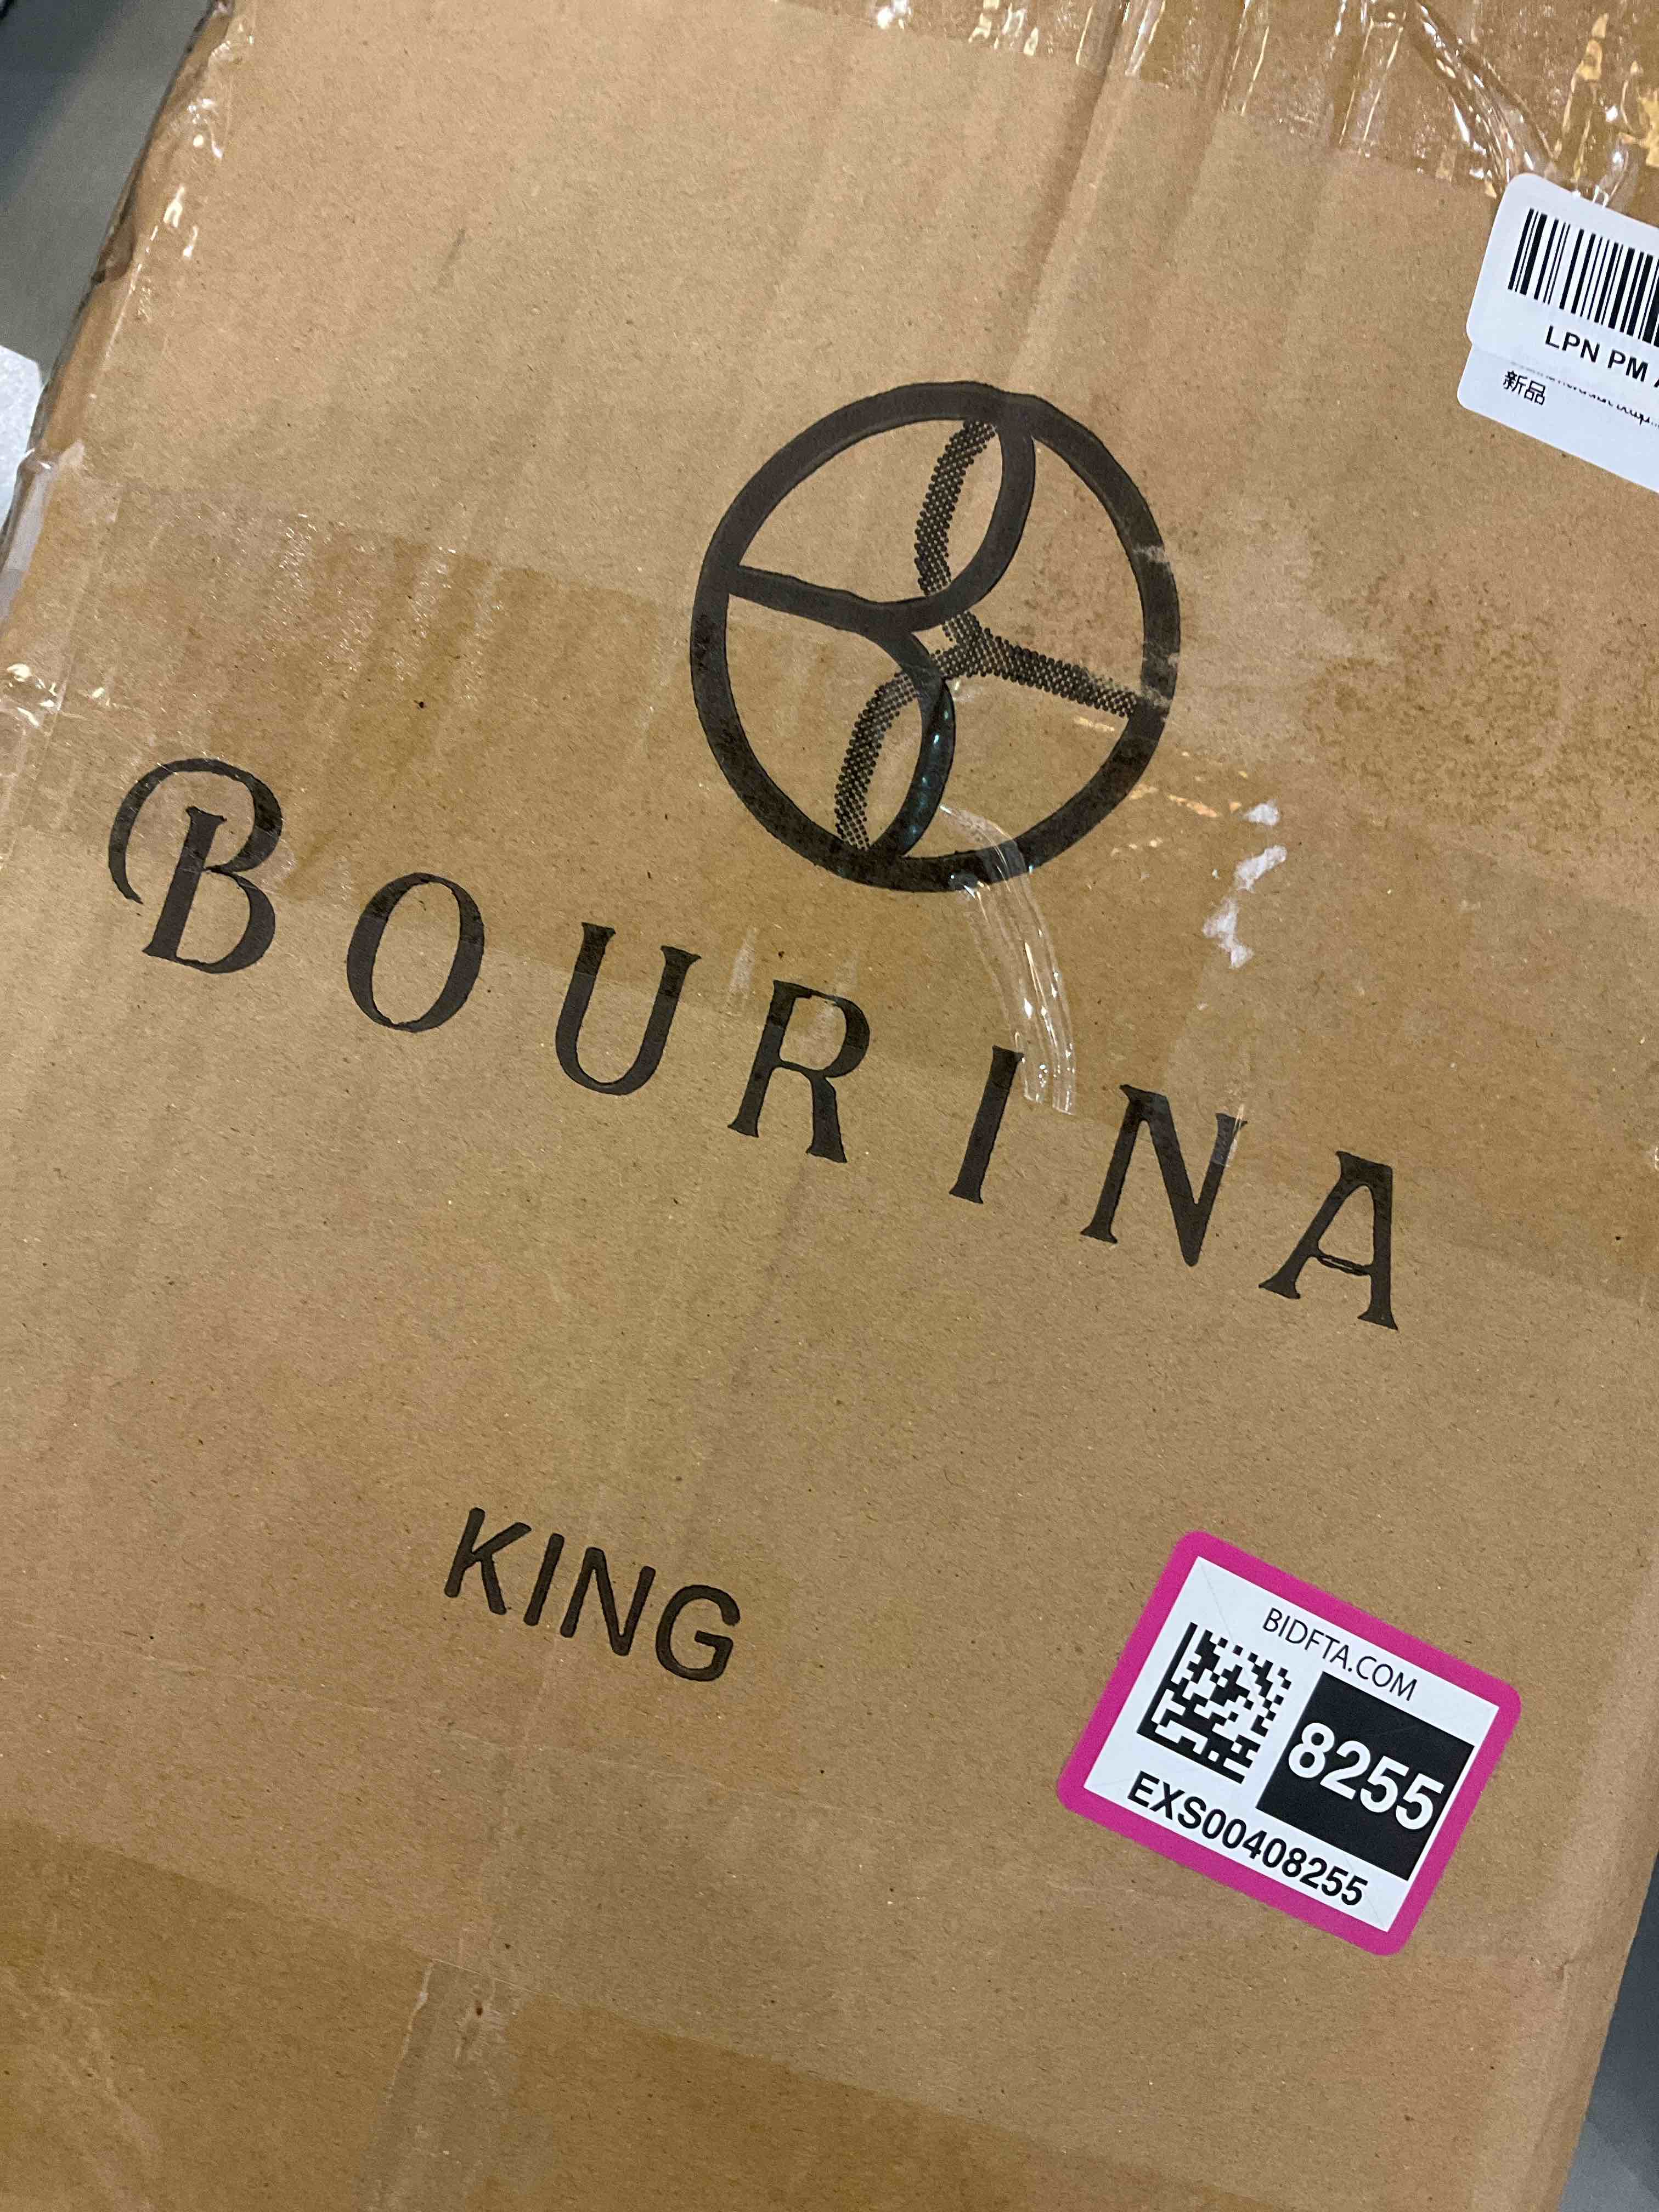 LPN PM
新品
BOURINA
KING
BIDFTA.COM
8255
EXS00408255